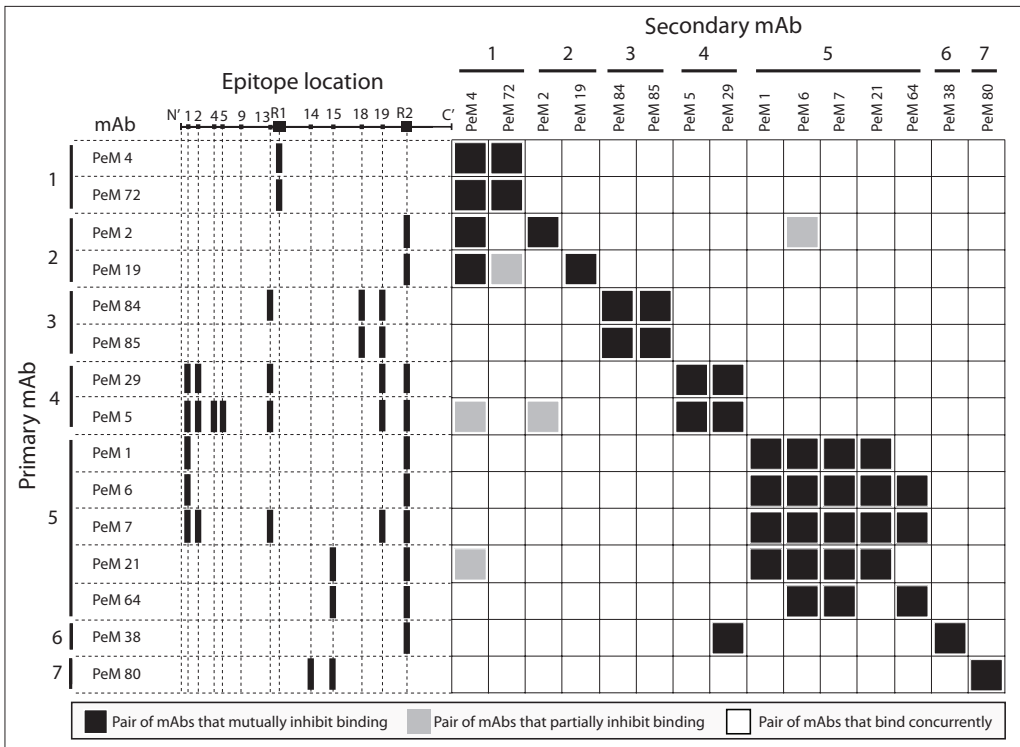 Secondary mAb
1 2 3 4 5 6 7
Epitope location
PeM 4 PeM 72 PeM 2 PeM 19 PeM 84 PeM 85 PeM 5 PeM 29 PeM 1 PeM 6 PeM 7 PeM 21 PeM 64 PeM 38 PeM 80
mAb N' 1 2 4 5 9 13 R1 14 15 18 19 R2 C'
Primary mAb
1
PeM 4
PeM 72
2
PeM 2
PeM 19
3
PeM 84
PeM 85
4
PeM 29
PeM 5
5
PeM 1
PeM 6
PeM 7
PeM 21
PeM 64
6
PeM 38
7
PeM 80
Pair of mAbs that mutually inhibit binding Pair of mAbs that partially inhibit binding Pair of mAbs that bind concurrently